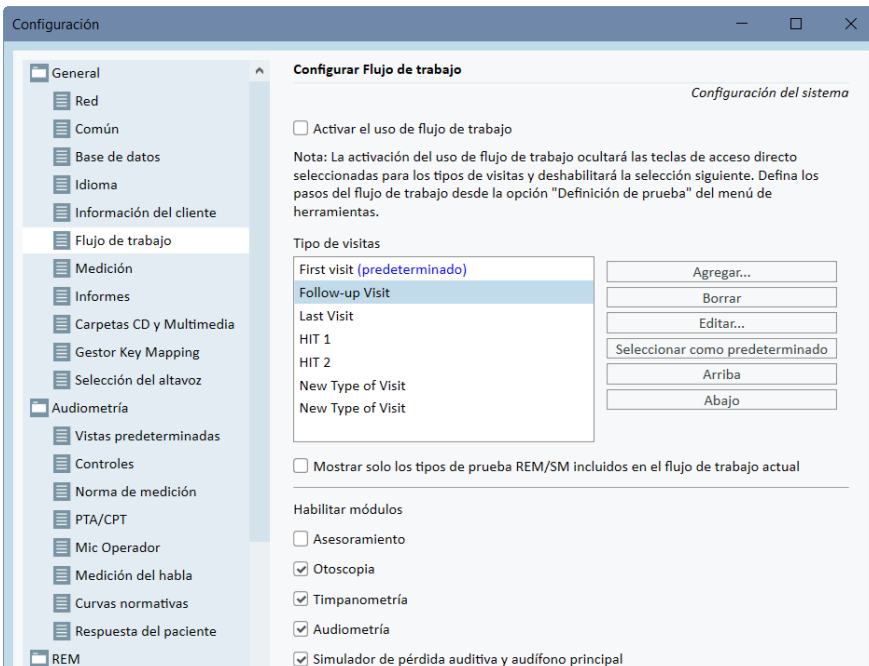 Configuración
General
Red
Común
Base de datos
Idioma
Información del cliente
Flujo de trabajo
Medición
Informes
Carpetas CD y Multimedia
Gestor Key Mapping
Selección del altavoz
Audiometría
Vistas predeterminadas
Controles
Norma de medición
PTA/CPT
Mic Operador
Medición del habla
Curvas normativas
Respuesta del paciente
REM
Configurar Flujo de trabajo
Configuración del sistema
Activar el uso de flujo de trabajo
Nota: La activación del uso de flujo de trabajo ocultará las teclas de acceso directo
seleccionadas para los tipos de visitas y deshabilitará la selección siguiente. Defina los
pasos del flujo de trabajo desde la opción "Definición de prueba" del menú de
herramientas.
Tipo de visitas
First visit (predeterminado)
Follow-up Visit
Last Visit
HIT 1
HIT 2
New Type of Visit
New Type of Visit
Agregar...
Borrar
Editar...
Seleccionar como predeterminado
Arriba
Abajo
Mostrar solo los tipos de prueba REM/SM incluidos en el flujo de trabajo actual
Habilitar módulos
Asesoramiento
Otoscopia
Timpanometría
Audiometría
Simulador de pérdida auditiva y audífono principal